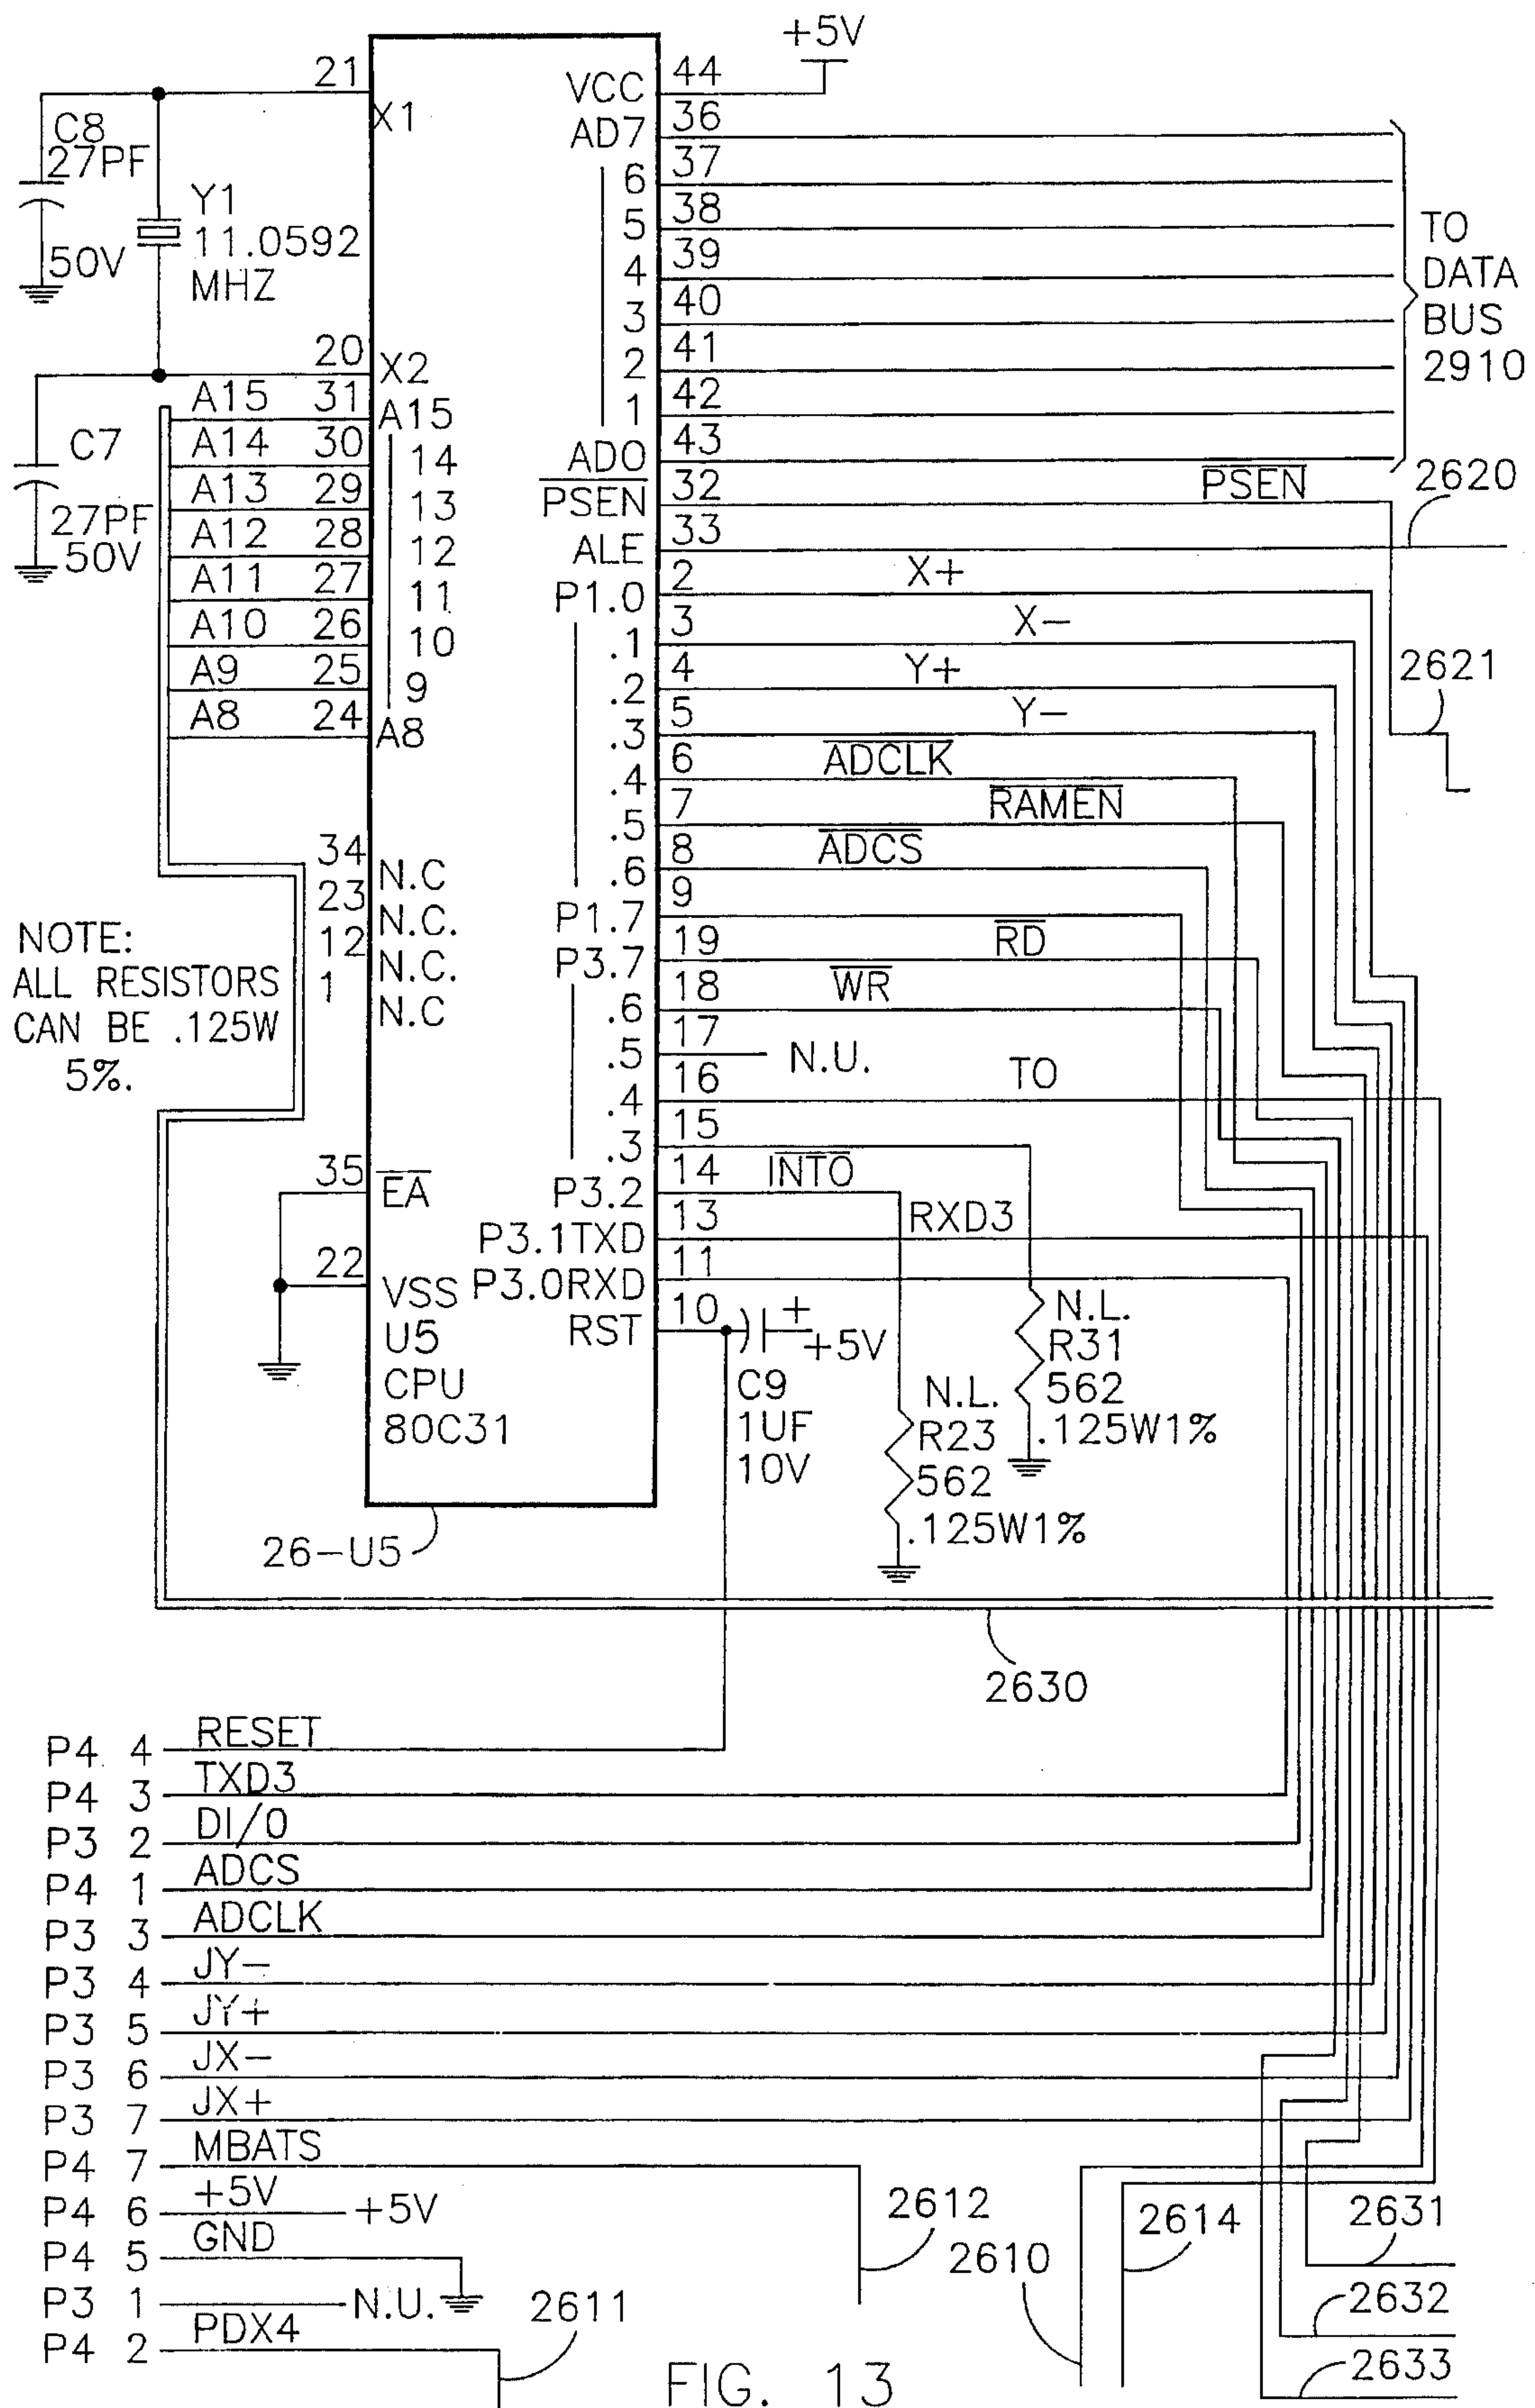 +5V
21
X1
C8
27PF
50V
Y1
11.0592
MHZ
20
X2
C7
27PF
50V
A15 31 A15
A14 30 14
A13 29 13
A12 28 12
A11 27 11
A10 26 10
A9 25 9
A8 24 A8
34 N.C
23 N.C.
12 N.C.
1 N.C
NOTE:
ALL RESISTORS
CAN BE .125W
5%.
35 EA
22 VSS
U5
CPU
80C31
26-U5
VCC 44
AD7 36
6 37
5 38
4 39
3 40
2 41
1 42
AD0 43
TO
DATA
BUS
2910
PSEN 32 PSEN
ALE 33
2620
2621
P1.0 2 X+
.1 3 X-
.2 4 Y+
.3 5 Y-
.4 6 ADCLK
.5 7 RAMEN
.6 8 ADCS
P1.7 9
P3.7 19 RD
.6 18 WR
.5 17 N.U.
.4 16 TO
.3 15
P3.2 14 INTO
P3.1TXD 13 RXD3
P3.0RXD 11
RST 10
+
+5V
C9
1UF
10V
N.L.
R31
562
.125W1%
N.L.
R23
562
.125W1%
2630
P4 4 RESET
P4 3 TXD3
P3 2 DI/O
P4 1 ADCS
P3 3 ADCLK
P3 4 JY-
P3 5 JY+
P3 6 JX-
P3 7 JX+
P4 7 MBATS
P4 6 +5V +5V
P4 5 GND
P3 1 N.U.
P4 2 PDX4
2611
2612
2610
2614
2631
2632
2633
FIG. 13